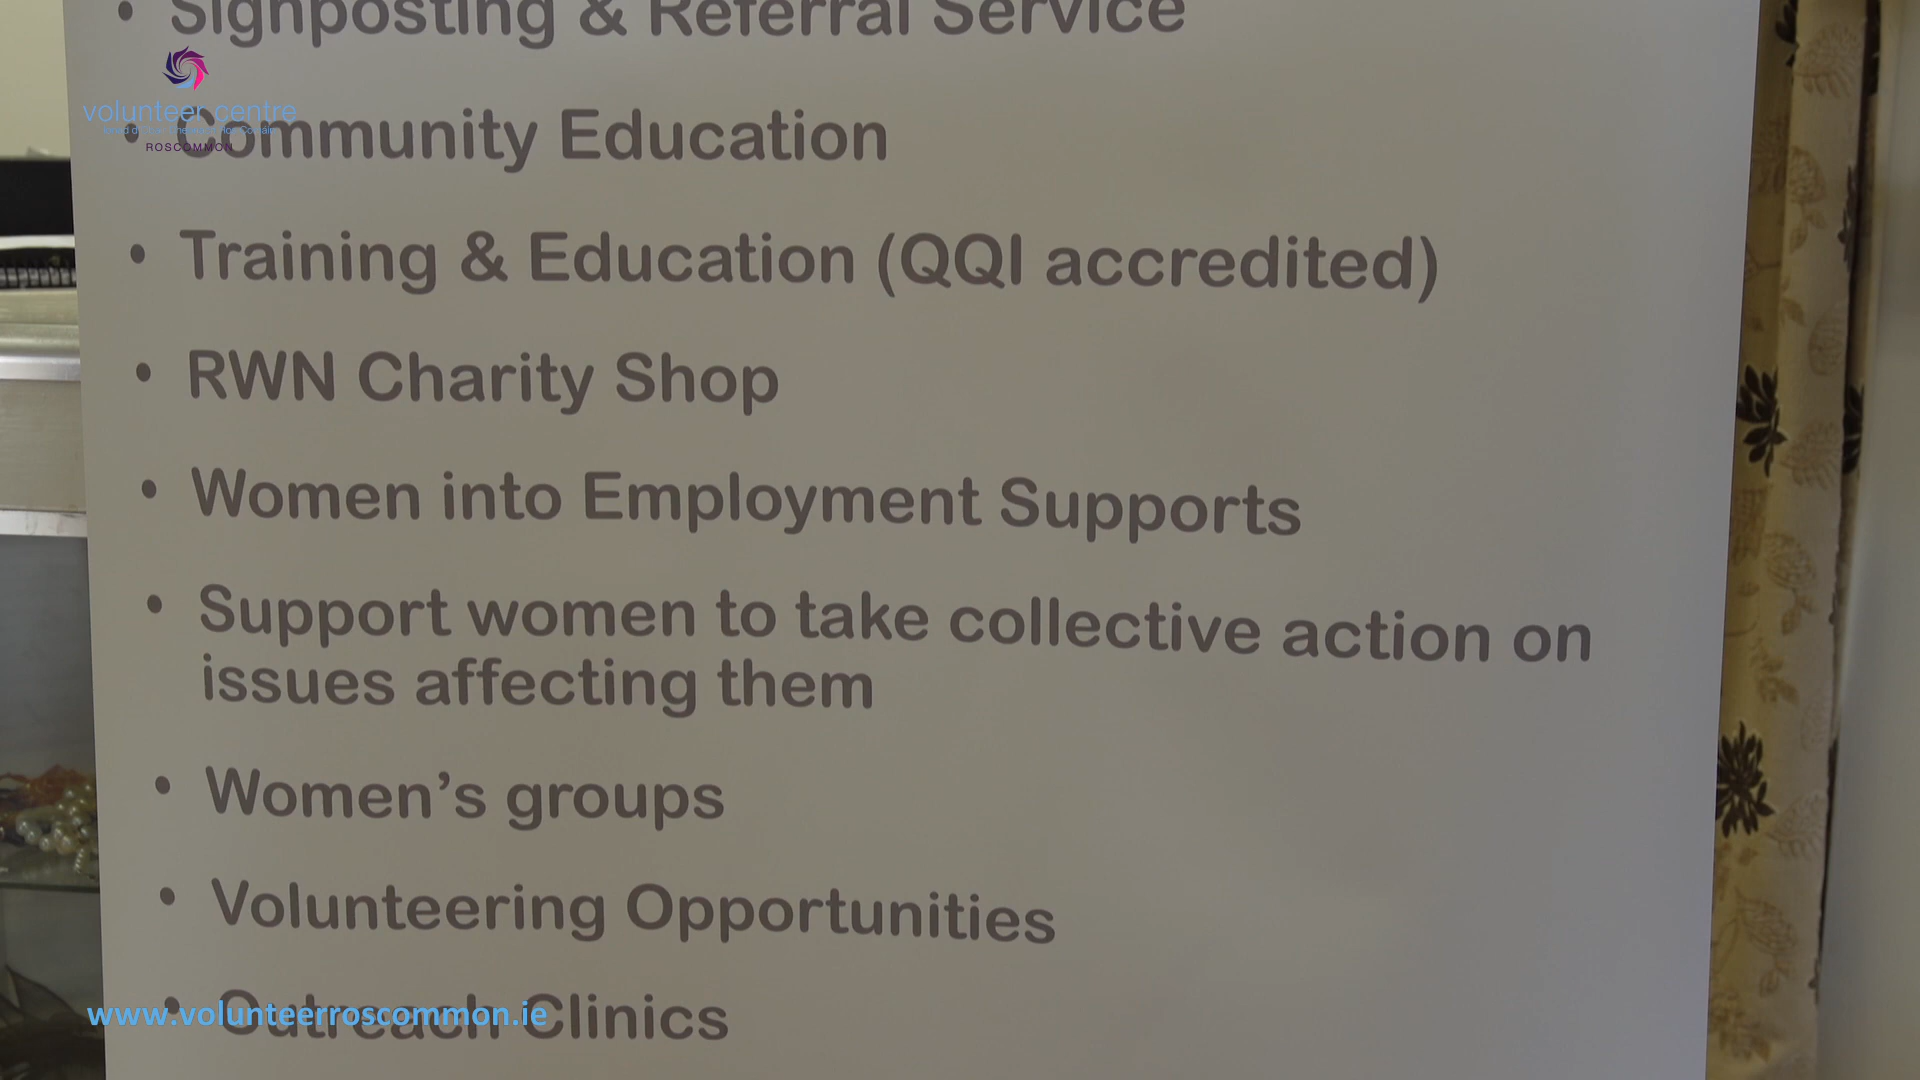 • Signposting & Referral Service
volunteer centre
ROSCOMMON
• Community Education
• Training & Education (QQI accredited)
• RWN Charity Shop
• Women into Employment Supports
• Support women to take collective action on
issues affecting them
• Women’s groups
• Volunteering Opportunities
• Outreach Clinics
www.volunteerroscommon.ie